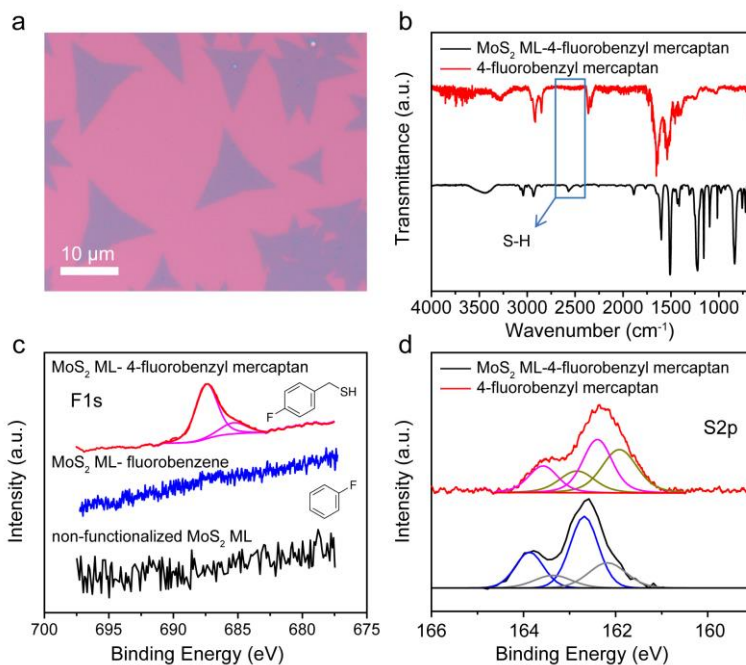 a
10 μm
b
MoS2 ML-4-fluorobenzyl mercaptan
4-fluorobenzyl mercaptan
S-H
Transmittance (a.u.)
4000 3500 3000 2500 2000 1500 1000
Wavenumber (cm-1)
c
MoS2 ML- 4-fluorobenzyl mercaptan
F1s
SH
F
MoS2 ML- fluorobenzene
F
non-functionalized MoS2 ML
Intensity (a.u.)
700 695 690 685 680 675
Binding Energy (eV)
d
MoS2 ML-4-fluorobenzyl mercaptan
4-fluorobenzyl mercaptan
S2p
Intensity (a.u.)
166 164 162 160
Binding Energy (eV)